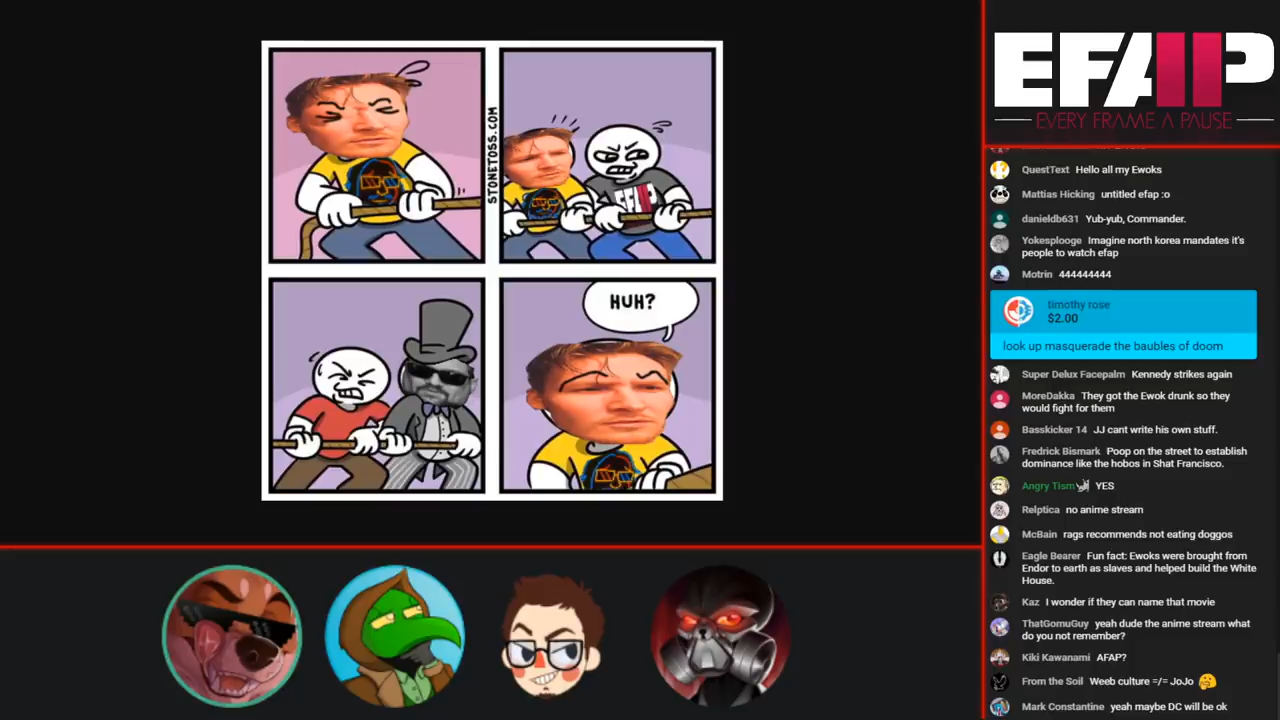 STONETOSS.COM
HUH?
EFAP
EVERY FRAME A PAUSE
QuestText Hello all my Ewoks
Mattias Hicking untitled efap :o
danieldb631 Yub-yub, Commander.
Yokesplooge Imagine north korea mandates it's
people to watch efap
Motrin 444444444
timothy rose
$2.00
look up masquerade the baubles of doom
Super Delux Facepalm Kennedy strikes again
MoreDakka They got the Ewok drunk so they
would fight for them
Basskicker 14 JJ cant write his own stuff.
Fredrick Bismark Poop on the street to establish
dominance like the hobos in Shat Francisco.
Angry Tism YES
Relptica no anime stream
McBain rags recommends not eating doggos
Eagle Bearer Fun fact: Ewoks were brought from
Endor to earth as slaves and helped build the White
House.
Kaz I wonder if they can name that movie
ThatGomuGuy yeah dude the anime stream what
do you not remember?
Kiki Kawanami AFAP?
From the Soil Weeb culture =/= JoJo 🤔
Mark Constantine yeah maybe DC will be ok